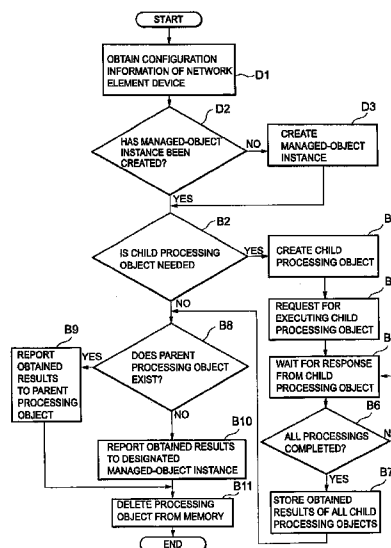 START
OBTAIN CONFIGURATION
INFORMATION OF NETWORK
ELEMENT DEVICE
D1
D2
HAS MANAGED-OBJECT
INSTANCE BEEN
CREATED?
NO
D3
CREATE
MANAGED-OBJECT
INSTANCE
YES
B2
IS CHILD PROCESSING
OBJECT NEEDED
YES
CREATE CHILD
PROCESSING OBJECT
REQUEST FOR
EXECUTING CHILD
PROCESSING OBJECT
WAIT FOR RESPONSE
FROM CHILD
PROCESSING OBJECT
B6
ALL PROCESSINGS
COMPLETED?
YES
B7
STORE OBTAINED
RESULTS OF ALL CHILD
PROCESSING OBJECTS
NO
B8
DOES PARENT
PROCESSING OBJECT
EXIST?
YES
B9
REPORT
OBTAINED
RESULTS
TO PARENT
PROCESSING
OBJECT
NO
B10
REPORT OBTAINED RESULTS
TO DESIGNATED
MANAGED-OBJECT INSTANCE
B11
DELETE PROCESSING
OBJECT FROM MEMORY
END